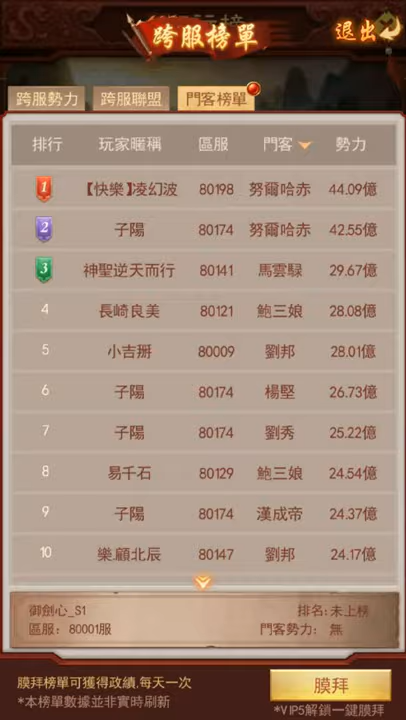 跨服榜單
退出
跨服勢力 跨服聯盟 門客榜單
排行 玩家暱稱 區服 門客 勢力
1 【快樂】凌幻波 80198 努爾哈赤 44.09億
2 子陽 80174 努爾哈赤 42.55億
3 神聖逆天而行 80141 馬雲騄 29.67億
4 長崎良美 80121 鮑三娘 28.08億
5 小吉掰 80009 劉邦 28.01億
6 子陽 80174 楊堅 26.73億
7 子陽 80174 劉秀 25.22億
8 易千石 80129 鮑三娘 24.54億
9 子陽 80174 漢成帝 24.37億
10 樂顧北辰 80147 劉邦 24.17億
御劍心_S1 排名:未上榜
區服: 80001服 門客勢力: 無
膜拜榜單可獲得政績,每天一次
*本榜單數據並非實時刷新
膜拜
*VIP5解鎖一鍵膜拜